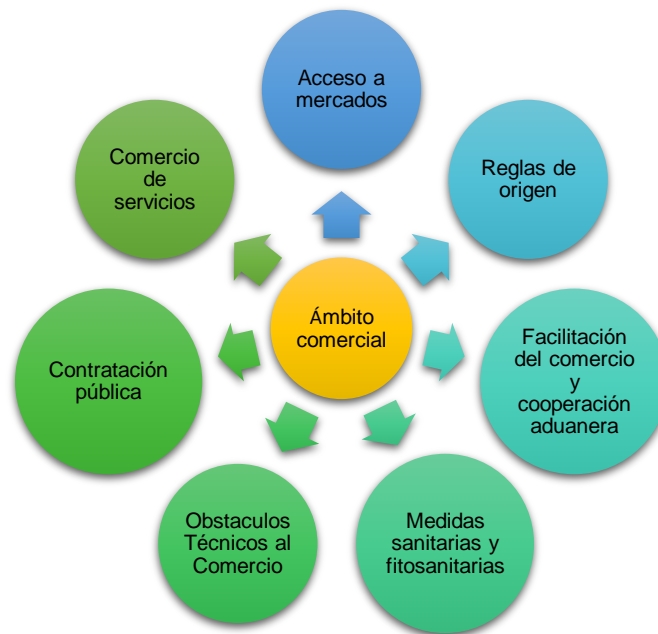 Acceso a
mercados
Reglas de
origen
Facilitación
del comercio
y
cooperación
aduanera
Medidas
sanitarias y
fitosanitarias
Obstaculos
Técnicos al
Comercio
Contratación
pública
Comercio
de
servicios
Ámbito
comercial